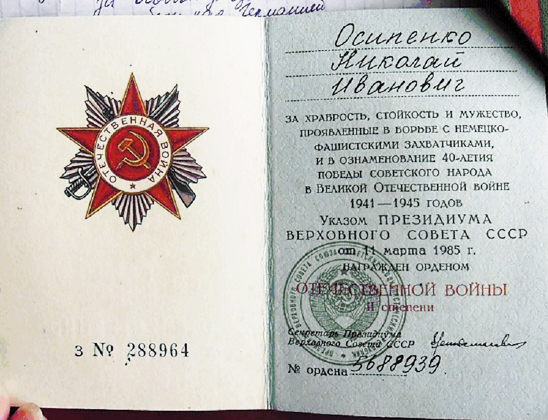 Германией
ОТЕЧЕСТВЕННАЯ ВОЙНА
З № 288964
Осипенко
Николай
Иванович
ЗА ХРАБРОСТЬ, СТОЙКОСТЬ И МУЖЕСТВО,
ПРОЯВЛЕННЫЕ В БОРЬБЕ С НЕМЕЦКО-
ФАШИСТСКИМИ ЗАХВАТЧИКАМИ,
И В ОЗНАМЕНОВАНИЕ 40-ЛЕТИЯ
ПОБЕДЫ СОВЕТСКОГО НАРОДА
В ВЕЛИКОЙ ОТЕЧЕСТВЕННОЙ ВОЙНЕ
1941—1945 ГОДОВ
УКАЗОМ ПРЕЗИДИУМА
ВЕРХОВНОГО СОВЕТА СССР
от 11 марта 1985 г.
НАГРАЖДЕН ОРДЕНОМ
ОТЕЧЕСТВЕННОЙ ВОЙНЫ
II степени
Секретарь Президиума
Верховного Совета СССР
№ ордена 5688939